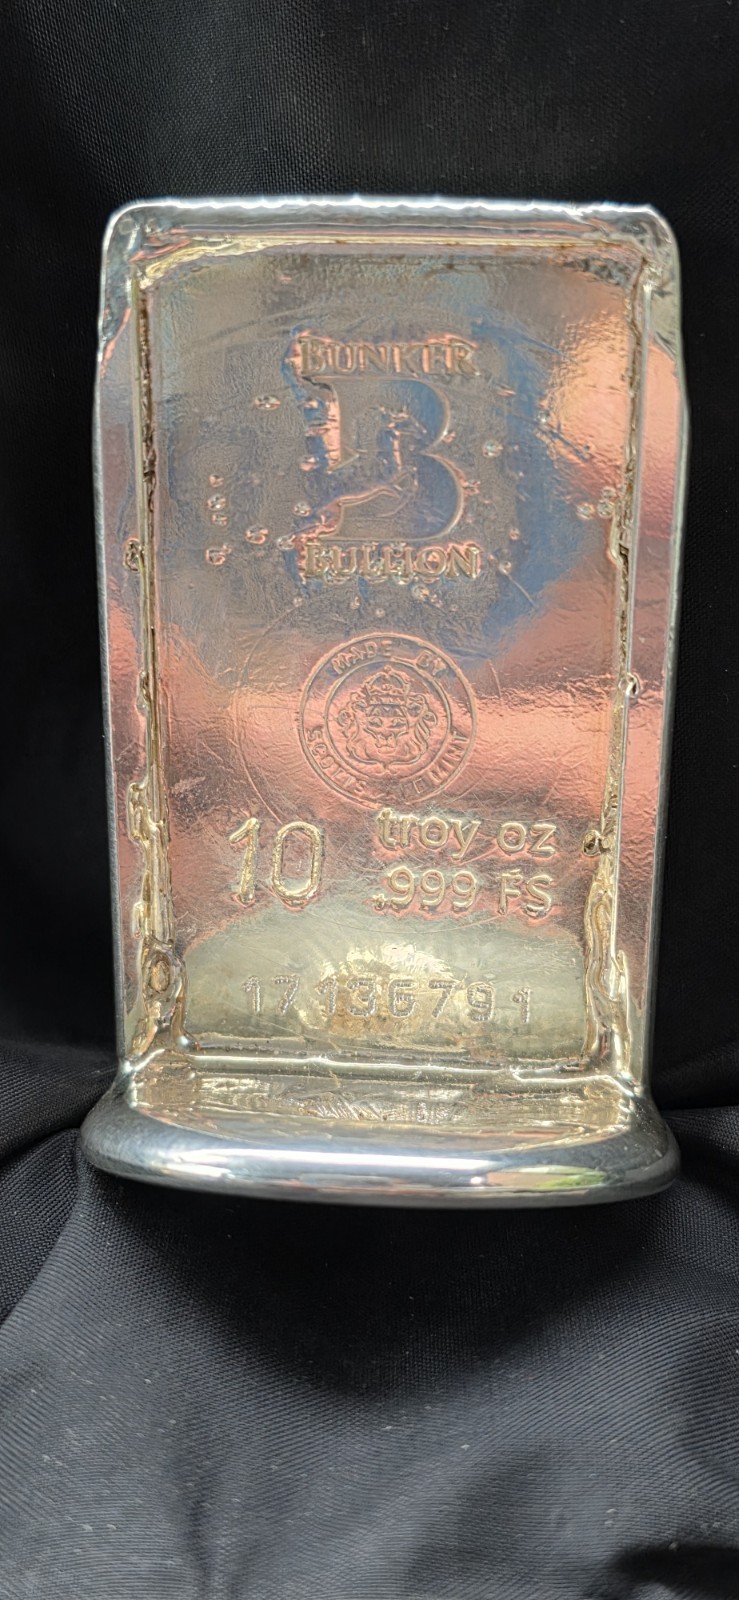 BUNKER
B
BULLION
MADE BY
SCOTTSDALE MINT
10 troy oz
.999 FS
17136791